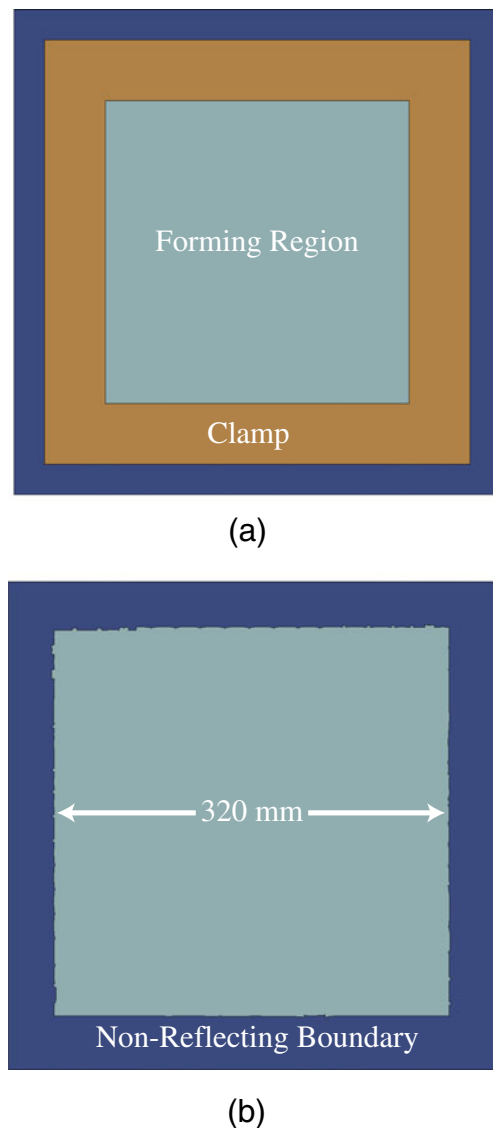 Forming Region
Clamp
(a)
320 mm
Non-Reflecting Boundary
(b)